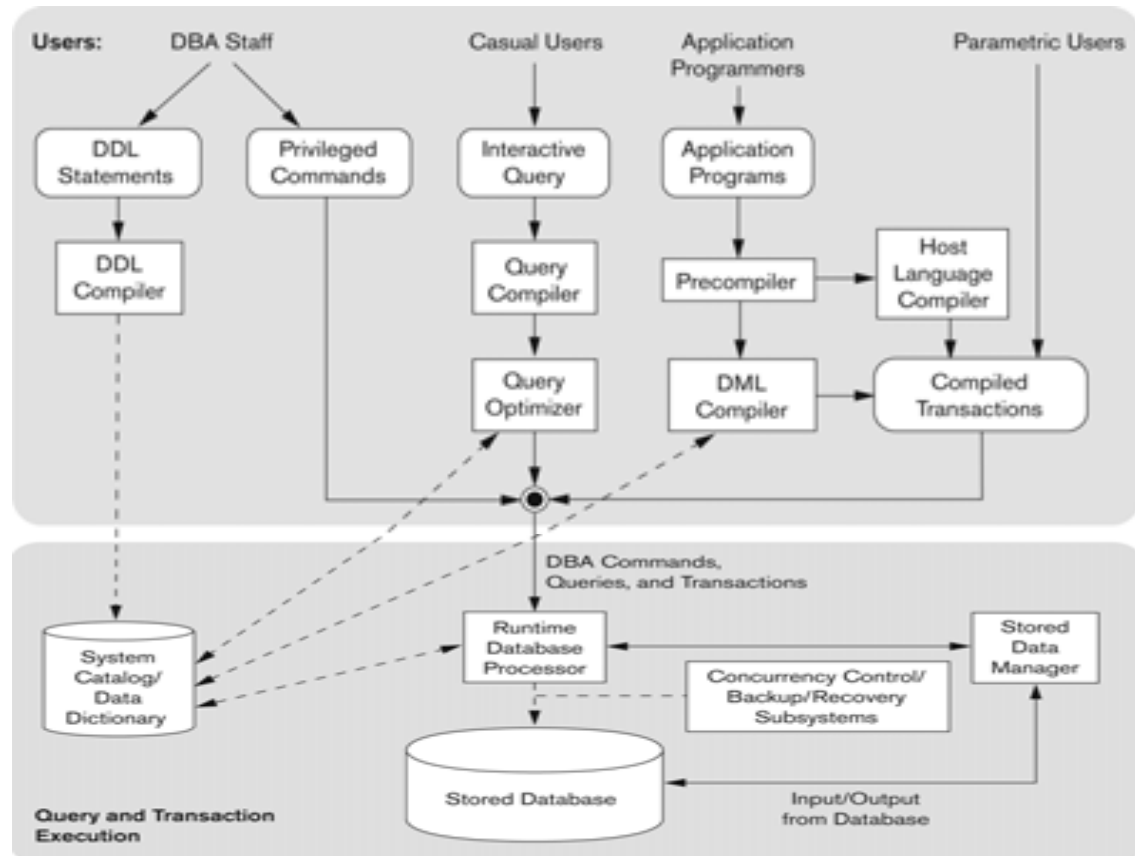 Users:
DBA Staff
Casual Users
Application
Programmers
Parametric Users
DDL
Statements
Privileged
Commands
Interactive
Query
Application
Programs
DDL
Compiler
Query
Compiler
Precompiler
Host
Language
Compiler
Query
Optimizer
DML
Compiler
Compiled
Transactions
DBA Commands,
Queries, and Transactions
System
Catalog/
Data
Dictionary
Runtime
Database
Processor
Stored
Data
Manager
Concurrency Control/
Backup/Recovery
Subsystems
Stored Database
Input/Output
from Database
Query and Transaction
Execution